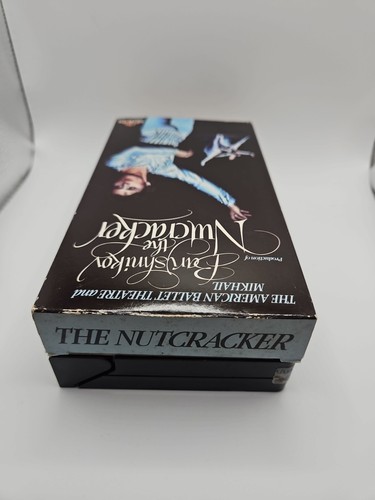 THE AMERICAN BALLET THEATRE and
MIKHAIL
Baryshnikov
Production of
the
Nutcracker
THE NUTCRACKER